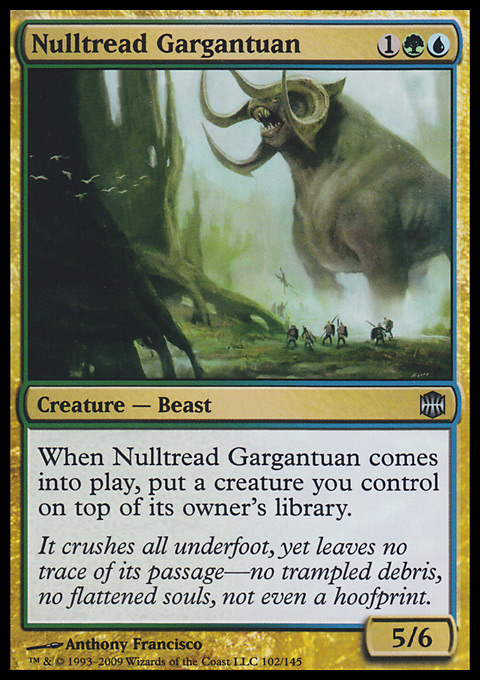 Nulltread Gargantuan 1
Creature — Beast
When Nulltread Gargantuan comes
into play, put a creature you control
on top of its owner's library.
It crushes all underfoot, yet leaves no
trace of its passage—no trampled debris,
no flattened souls, not even a hoofprint.
Anthony Francisco
5/6
™ & © 1993–2009 Wizards of the Coast LLC 102/145